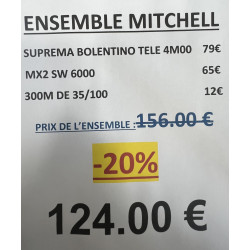 ENSEMBLE MITCHELL
SUPREMA BOLENTINO TELE 4M00 79€
MX2 SW 6000 65€
300M DE 35/100 12€
PRIX DE L'ENSEMBLE : 156.00 €
-20%
124.00 €